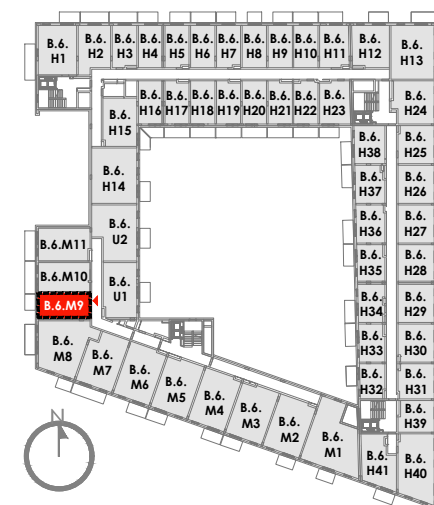 B.6.
H1
B.6.
H2
B.6.
H3
B.6.
H4
B.6.
H5
B.6.
H6
B.6.
H7
B.6.
H8
B.6.
H9
B.6.
H10
B.6.
H11
B.6.
H12
B.6.
H13
B.6.
H15
B.6.
H16
B.6.
H17
B.6.
H18
B.6.
H19
B.6.
H20
B.6.
H21
B.6.
H22
B.6.
H23
B.6.
H24
B.6.
H38
B.6.
H25
B.6.
H14
B.6.
H37
B.6.
H26
B.6.
U2
B.6.
H36
B.6.
H27
B.6.M11
B.6.
H35
B.6.
H28
B.6.M10
B.6.
U1
B.6.
H34
B.6.
H29
B.6.M9
B.6.
M8
B.6.
M7
B.6.
M6
B.6.
M5
B.6.
M4
B.6.
M3
B.6.
M2
B.6.
M1
B.6.
H33
B.6.
H30
B.6.
H32
B.6.
H31
B.6.
H39
B.6.
H41
B.6.
H40
N